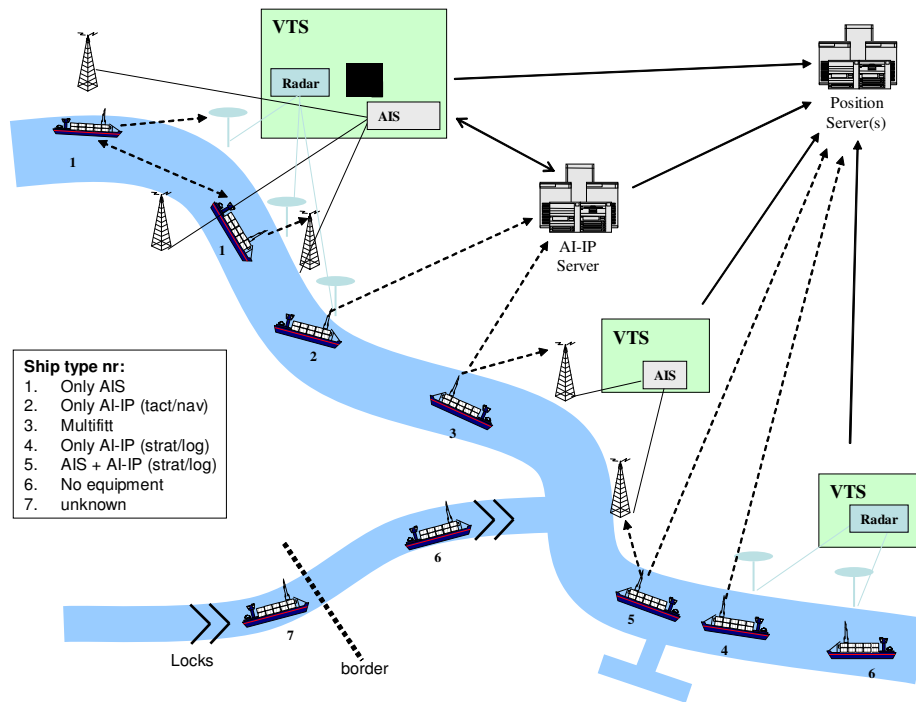 VTS
Radar
AIS
Position
Server(s)
1
1
AI-IP
Server
2
VTS
AIS
3
Ship type nr:
1. Only AIS
2. Only AI-IP (tact/nav)
3. Multifitt
4. Only AI-IP (strat/log)
5. AIS + AI-IP (strat/log)
6. No equipment
7. unknown
VTS
Radar
6
7
5
4
6
Locks
border